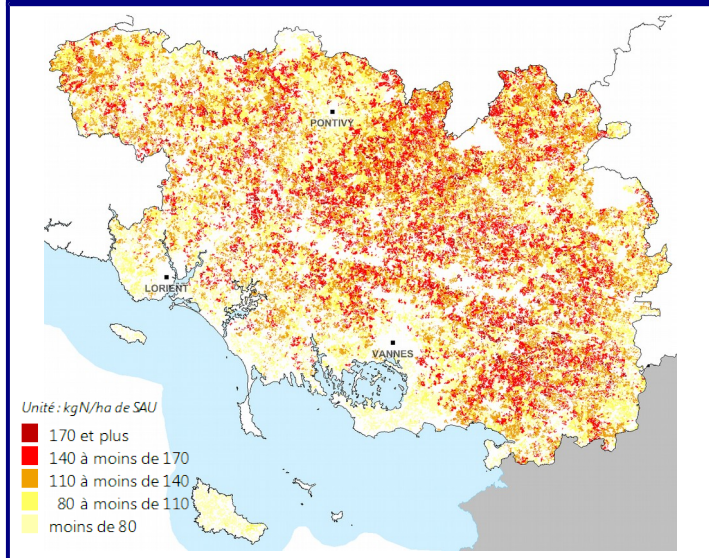 PONTIVY
LORIENT
VANNES
Unité : kgN/ha de SAU
170 et plus
140 à moins de 170
110 à moins de 140
80 à moins de 110
moins de 80